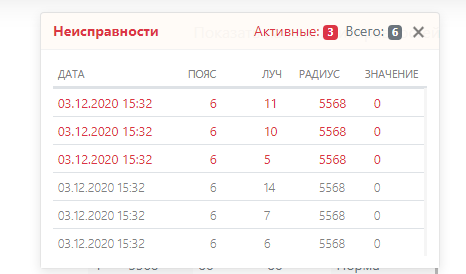 Неисправности Активные: 3 Всего: 6
ДАТА ПОЯС ЛУЧ РАДИУС ЗНАЧЕНИЕ
03.12.2020 15:32 6 11 5568 0
03.12.2020 15:32 6 10 5568 0
03.12.2020 15:32 6 5 5568 0
03.12.2020 15:32 6 14 5568 0
03.12.2020 15:32 6 7 5568 0
03.12.2020 15:32 6 6 5568 0